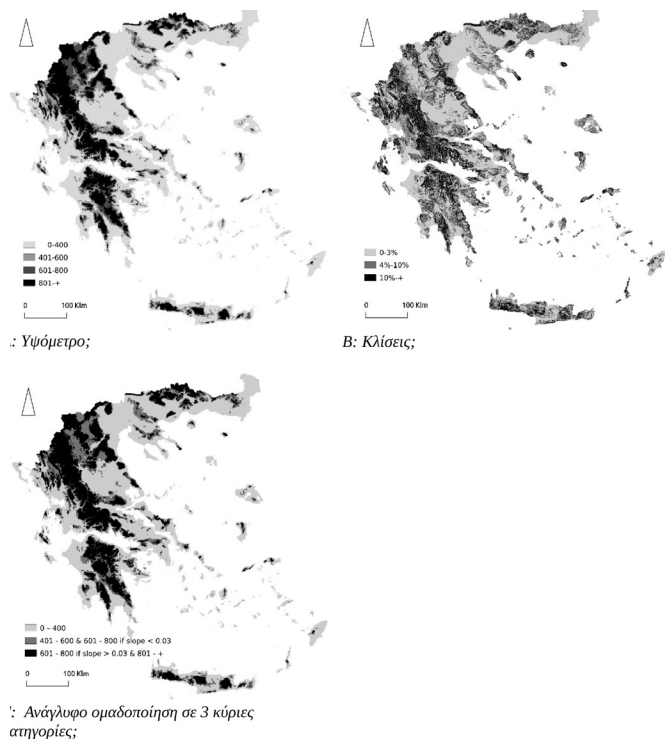 0-400
401-600
601-800
801-+
0 100 Klm
: Υψόμετρο;
0-3%
4%-10%
10%-+
0 100 Klm
Β: Κλίσεις;
0 - 400
401 - 600 & 601 - 800 if slope < 0.03
601 - 800 if slope > 0.03 & 801 - +
0 100 Klm
: Ανάγλυφο ομαδοποίηση σε 3 κύριες
ατηγορίες;